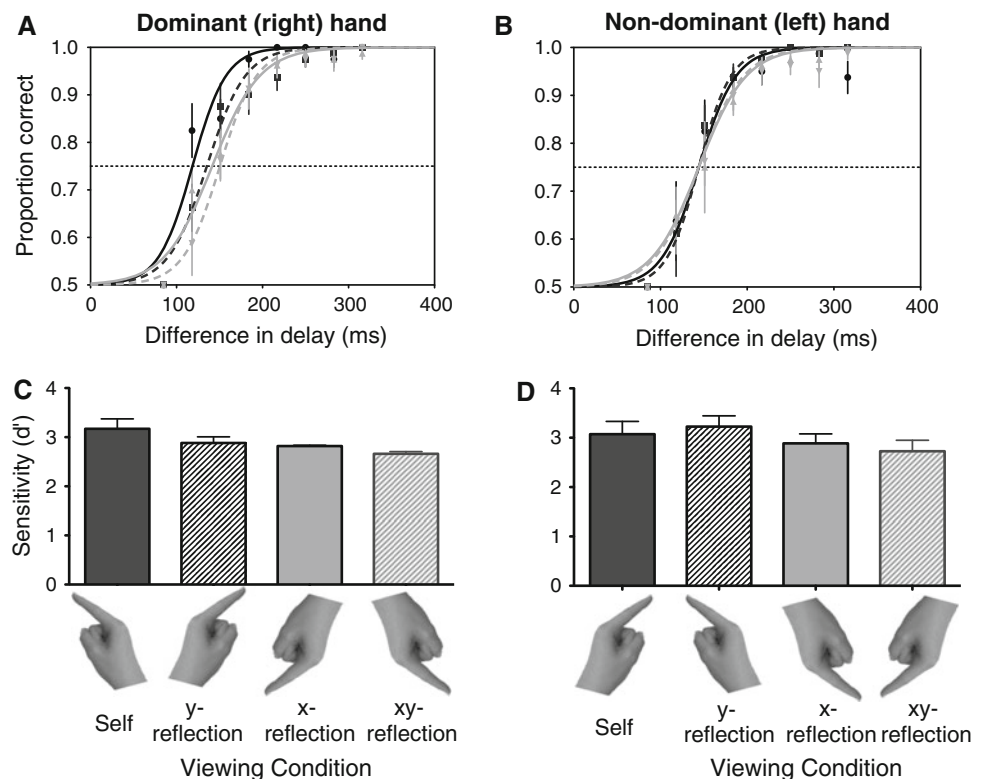 A Dominant (right) hand
1.0
0.9
0.8
0.7
0.6
0.5
Proportion correct
0 100 200 300 400
Difference in delay (ms)
B Non-dominant (left) hand
1.0
0.9
0.8
0.7
0.6
0.5
0 100 200 300 400
Difference in delay (ms)
C
4
3
2
1
0
Sensitivity (d')
Self
y-
reflection
x-
reflection
xy-
reflection
Viewing Condition
D
4
3
2
1
0
Self
y-
reflection
x-
reflection
xy-
reflection
Viewing Condition